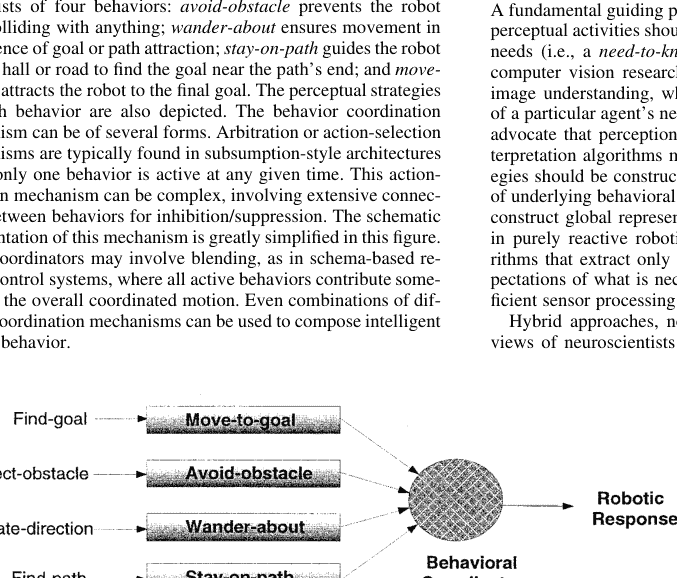 ists of four behaviors: avoid-obstacle prevents the robot
olliding with anything; wander-about ensures movement in
ence of goal or path attraction; stay-on-path guides the robot
hall or road to find the goal near the path's end; and move-
attracts the robot to the final goal. The perceptual strategies
h behavior are also depicted. The behavior coordination
ism can be of several forms. Arbitration or action-selection
isms are typically found in subsumption-style architectures
only one behavior is active at any given time. This action-
n mechanism can be complex, involving extensive connec-
etween behaviors for inhibition/suppression. The schematic
ntation of this mechanism is greatly simplified in this figure.
oordinators may involve blending, as in schema-based re-
ontrol systems, where all active behaviors contribute some-
the overall coordinated motion. Even combinations of dif-
oordination mechanisms can be used to compose intelligent
behavior.
A fundamental guiding p
perceptual activities shou
needs (i.e., a need-to-kn
computer vision researc
image understanding, wh
of a particular agent's ne
advocate that perception
terpretation algorithms m
egies should be construc
of underlying behavioral
construct global represen
in purely reactive roboti
rithms that extract only
pectations of what is nec
ficient sensor processing
Hybrid approaches, no
views of neuroscientists
Find-goal
Move-to-goal
ect-obstacle
Avoid-obstacle
ate-direction
Wander-about
Find-path
Stay-on-path
Robotic
Response
Behavioral